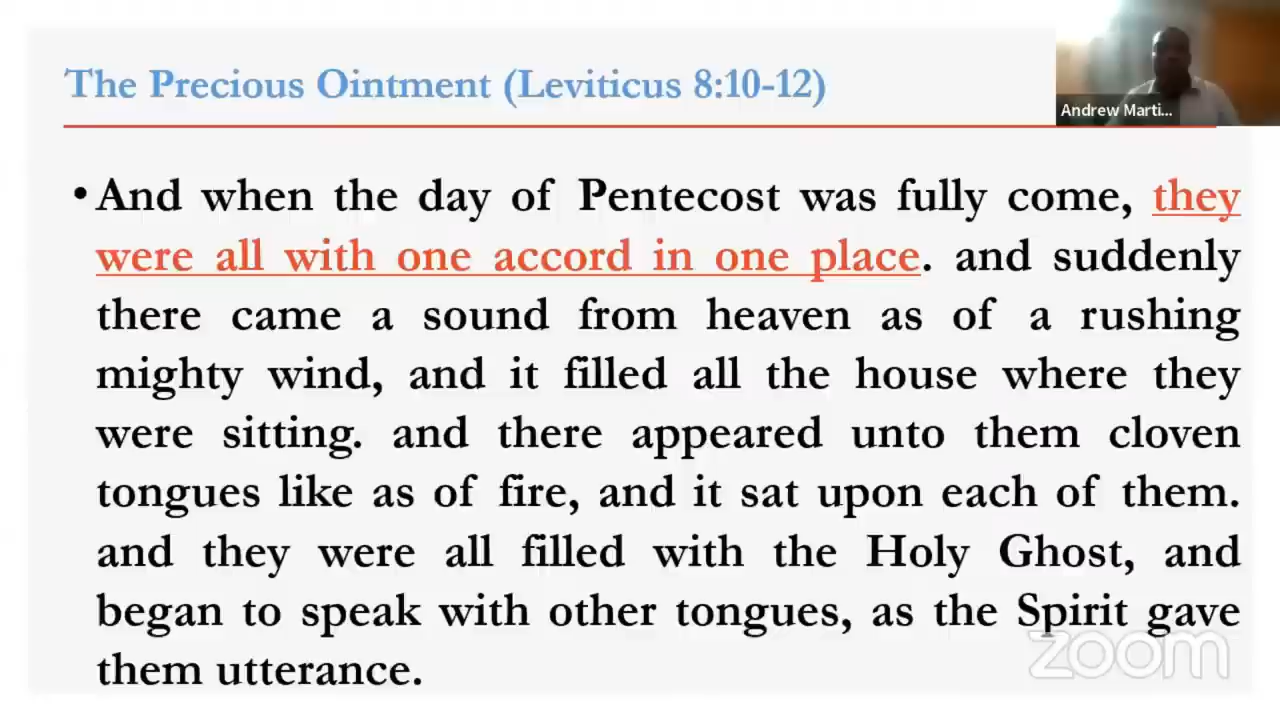 The Precious Ointment (Leviticus 8:10-12)
Andrew Marti...
•And when the day of Pentecost was fully come, they
were all with one accord in one place. and suddenly
there came a sound from heaven as of a rushing
mighty wind, and it filled all the house where they
were sitting. and there appeared unto them cloven
tongues like as of fire, and it sat upon each of them.
and they were all filled with the Holy Ghost, and
began to speak with other tongues, as the Spirit gave
them utterance.
zoom